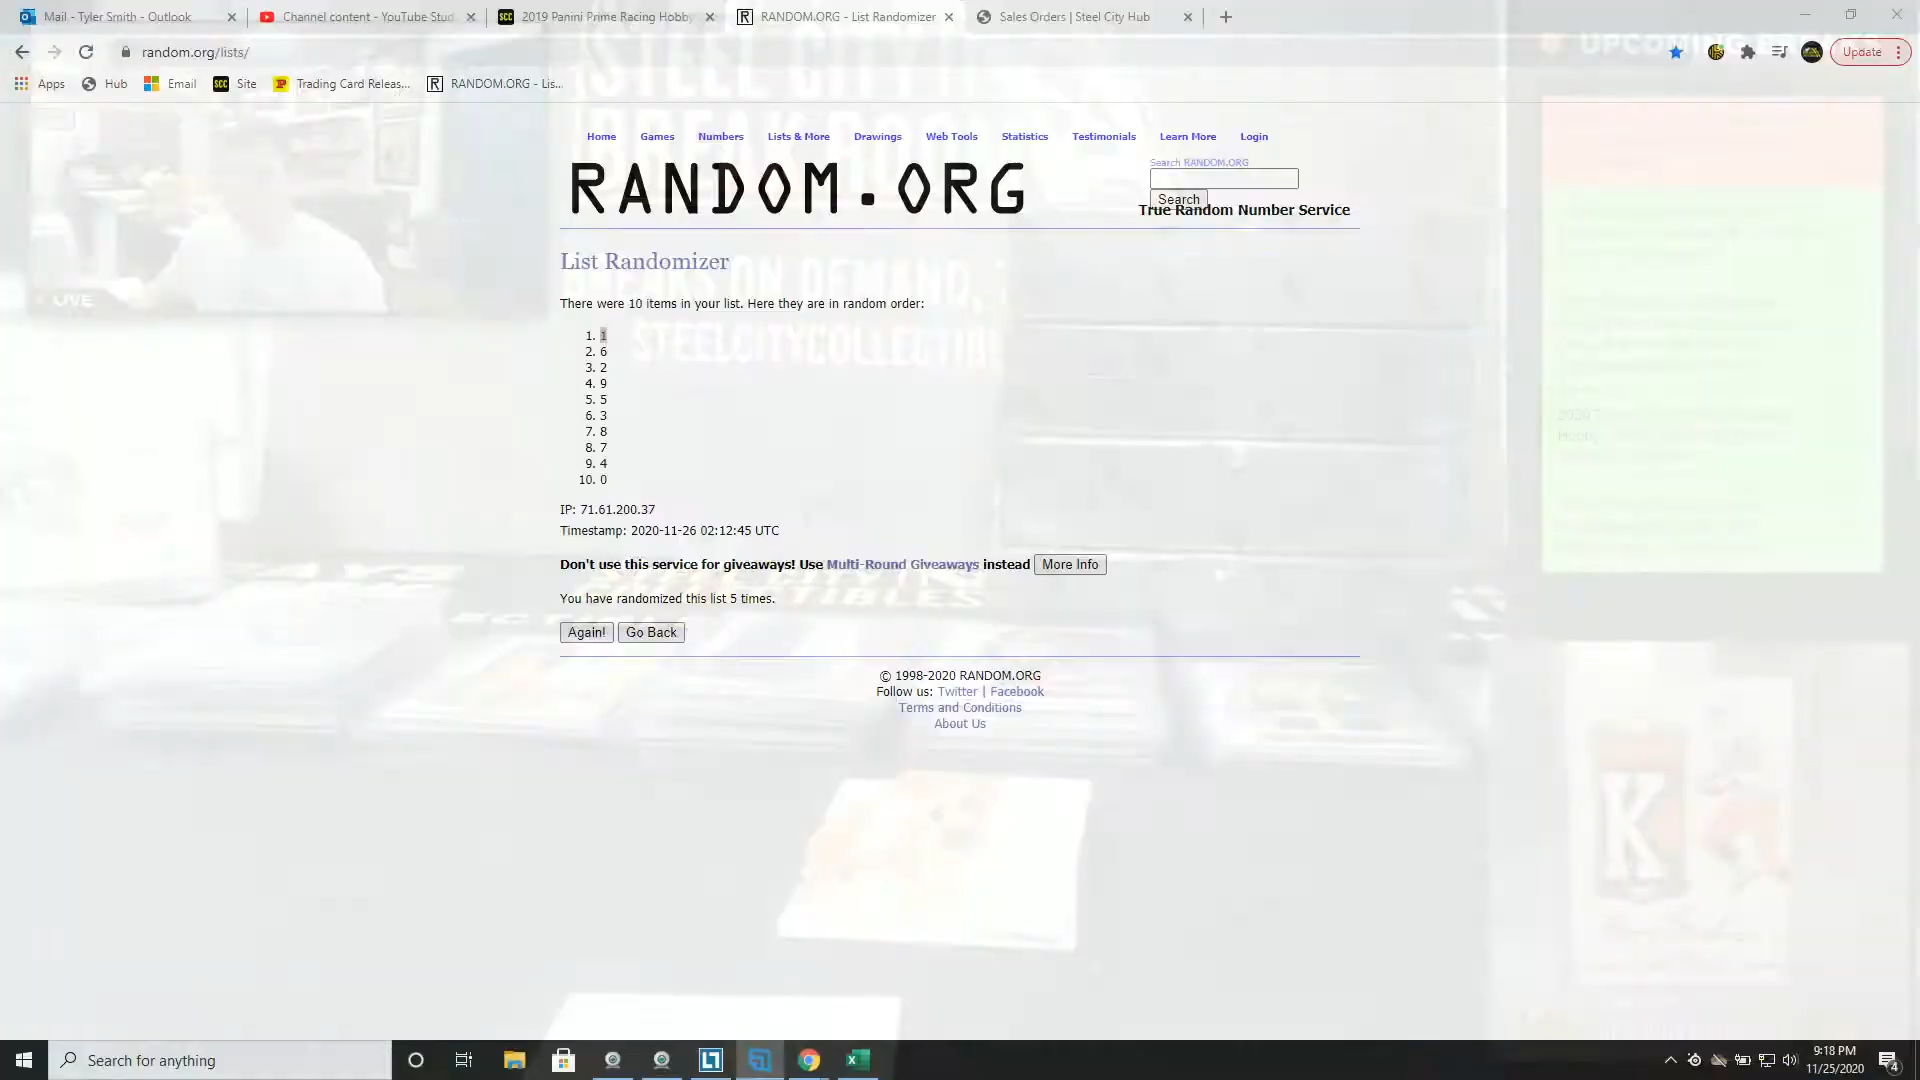 Mail - Tyler Smith - Outlook
Channel content - YouTube Stud
2019 Panini Prime Racing Hobby
RANDOM.ORG - List Randomizer
Sales Orders | Steel City Hub
random.org/lists/
Update
UPCOMING
Apps
Hub
Email
Site
Trading Card Releas...
RANDOM.ORG - Lis...
Home Games Numbers Lists & More Drawings Web Tools Statistics Testimonials Learn More Login
RANDOM.ORG
Search RANDOM.ORG
Search
True Random Number Service
List Randomizer
There were 10 items in your list. Here they are in random order:
1. 1
2. 6
3. 2
4. 9
5. 5
6. 3
7. 8
8. 7
9. 4
10. 0
LIVE
ON DEMAND,
IP: 71.61.200.37
Timestamp: 2020-11-26 02:12:45 UTC
Don't use this service for giveaways! Use Multi-Round Giveaways instead More Info
You have randomized this list 5 times.
Again! Go Back
© 1998-2020 RANDOM.ORG
Follow us: Twitter | Facebook
Terms and Conditions
About Us
K
Search for anything
9:18 PM
11/25/2020
4